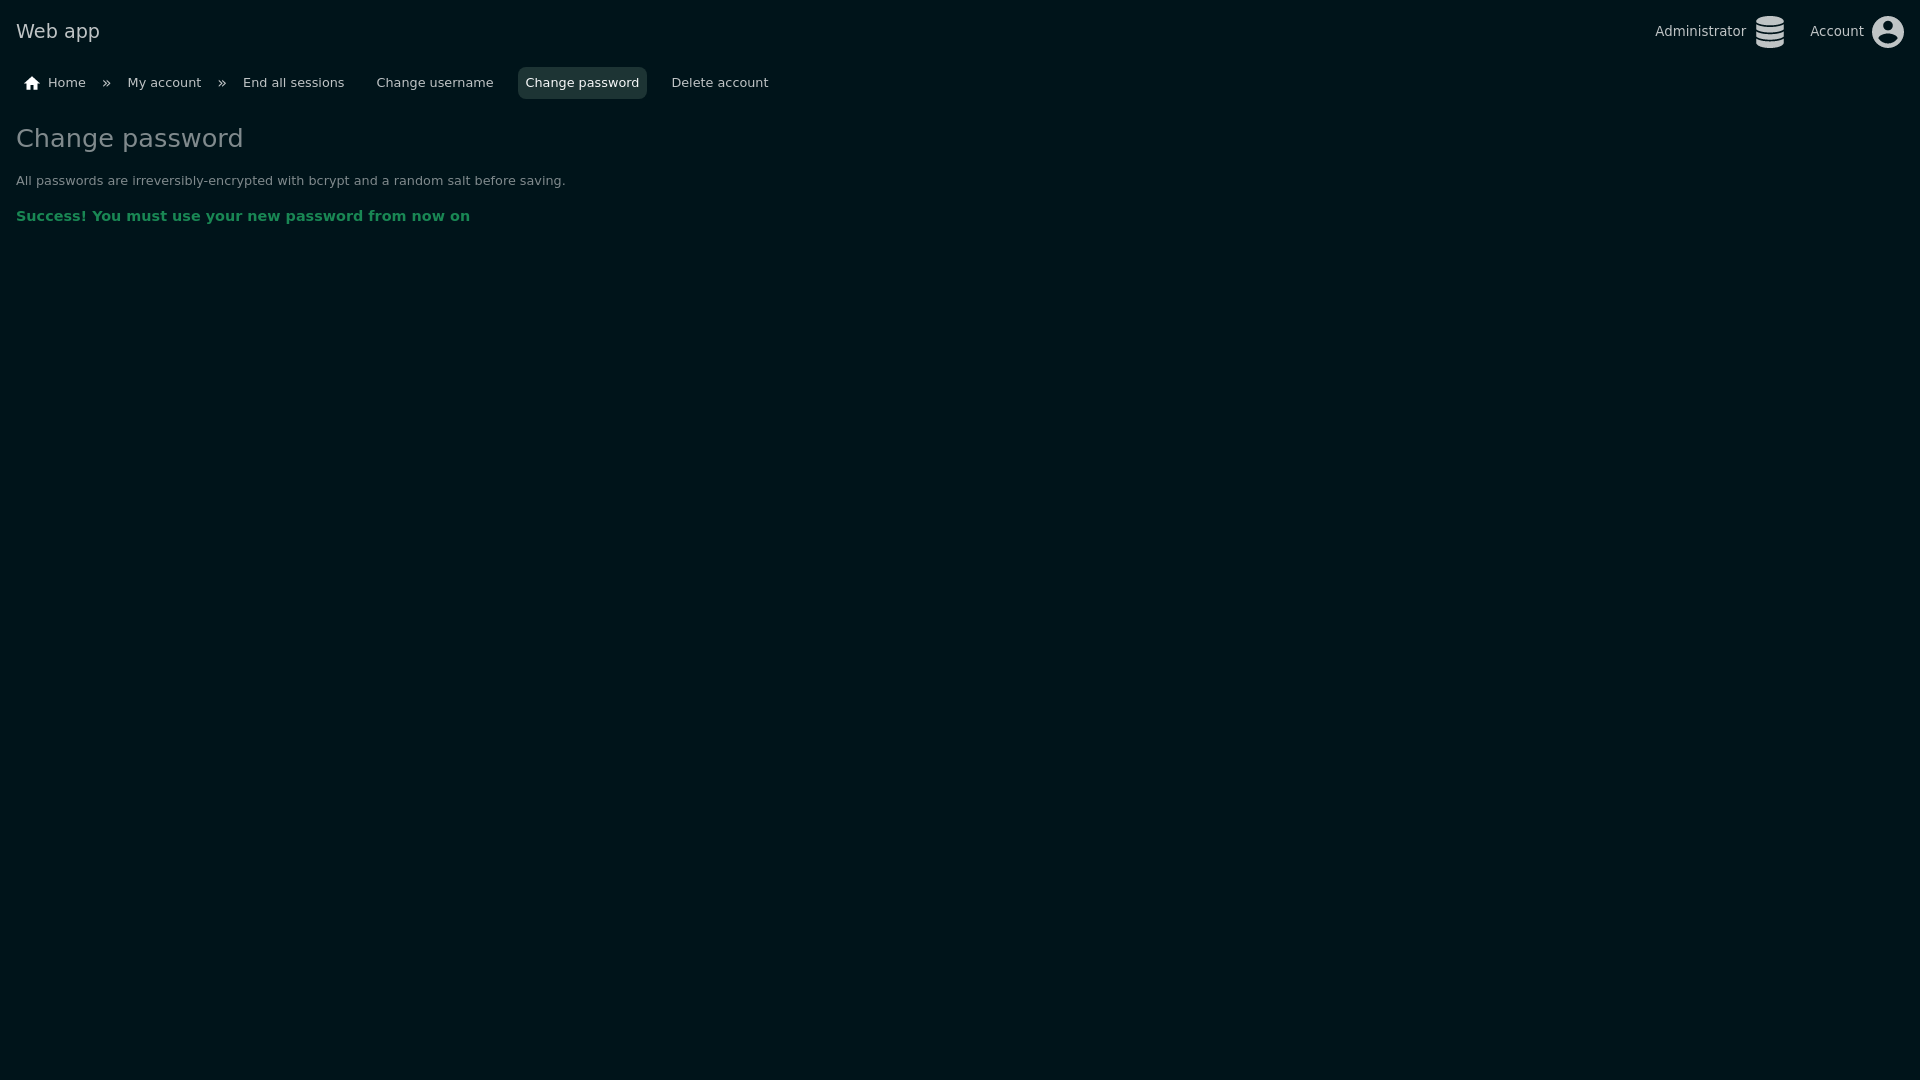 Web app
Administrator
Account
Home » My account » End all sessions Change username Change password Delete account
Change password
All passwords are irreversibly-encrypted with bcrypt and a random salt before saving.
Success! You must use your new password from now on